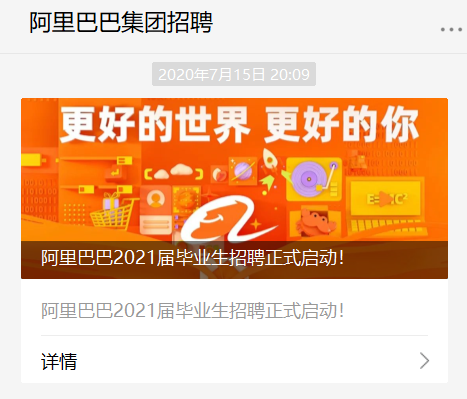 阿里巴巴集团招聘
2020年7月15日 20:09
更好的世界 更好的你
阿里巴巴2021届毕业生招聘正式启动！
阿里巴巴2021届毕业生招聘正式启动！
详情